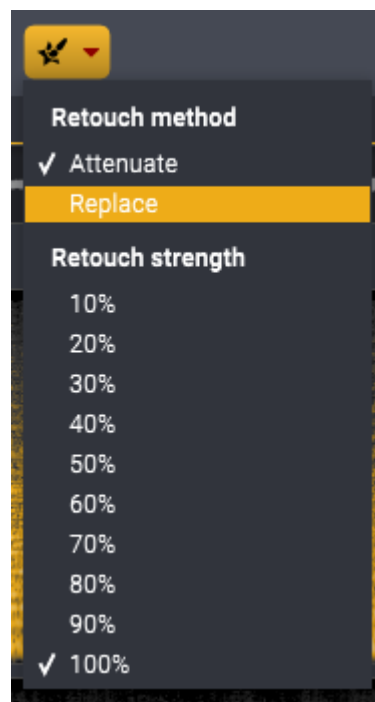 Retouch method
✓ Attenuate
Replace
Retouch strength
10%
20%
30%
40%
50%
60%
70%
80%
90%
✓ 100%